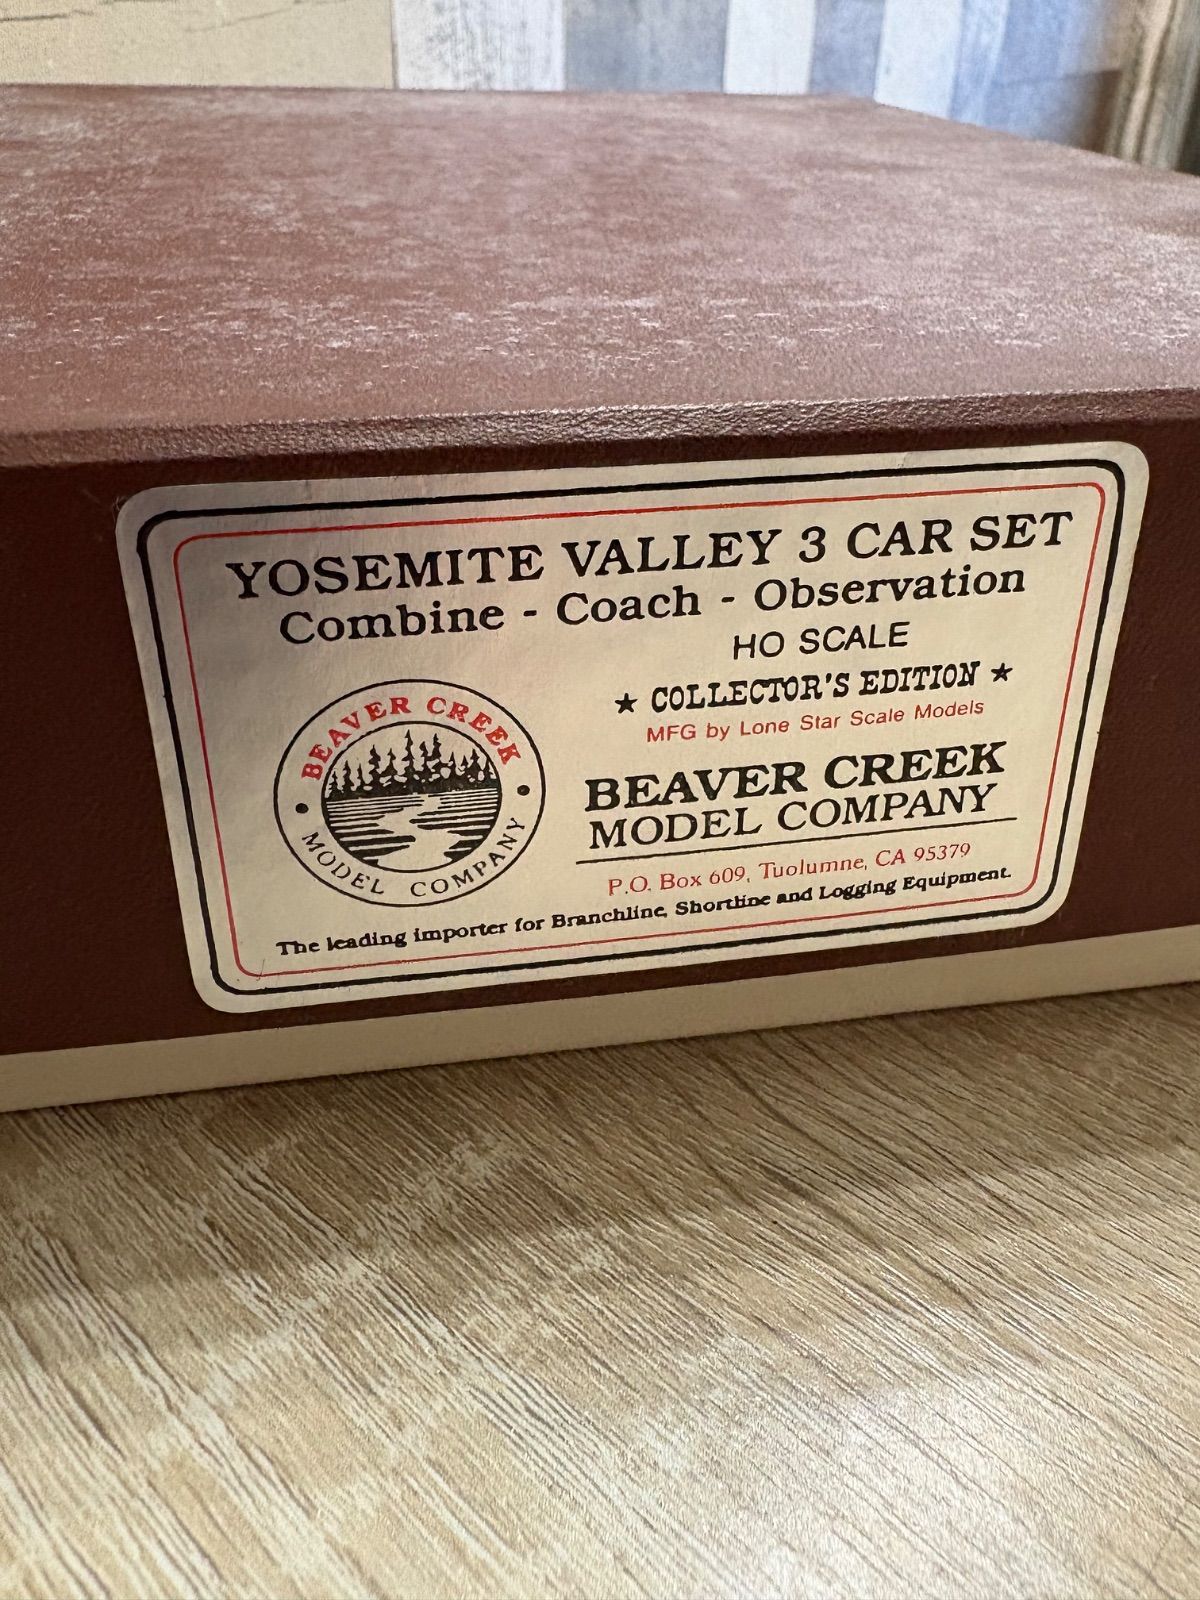 YOSEMITE VALLEY 3 CAR SET
Combine - Coach - Observation
HO SCALE
★ COLLECTOR'S EDITION ★
MFG by Lone Star Scale Models
BEAVER CREEK
MODEL COMPANY
BEAVER CREEK
MODEL COMPANY
P.O. Box 609, Tuolumne, CA 95379
The leading importer for Branchline, Shortline and Logging Equipment.